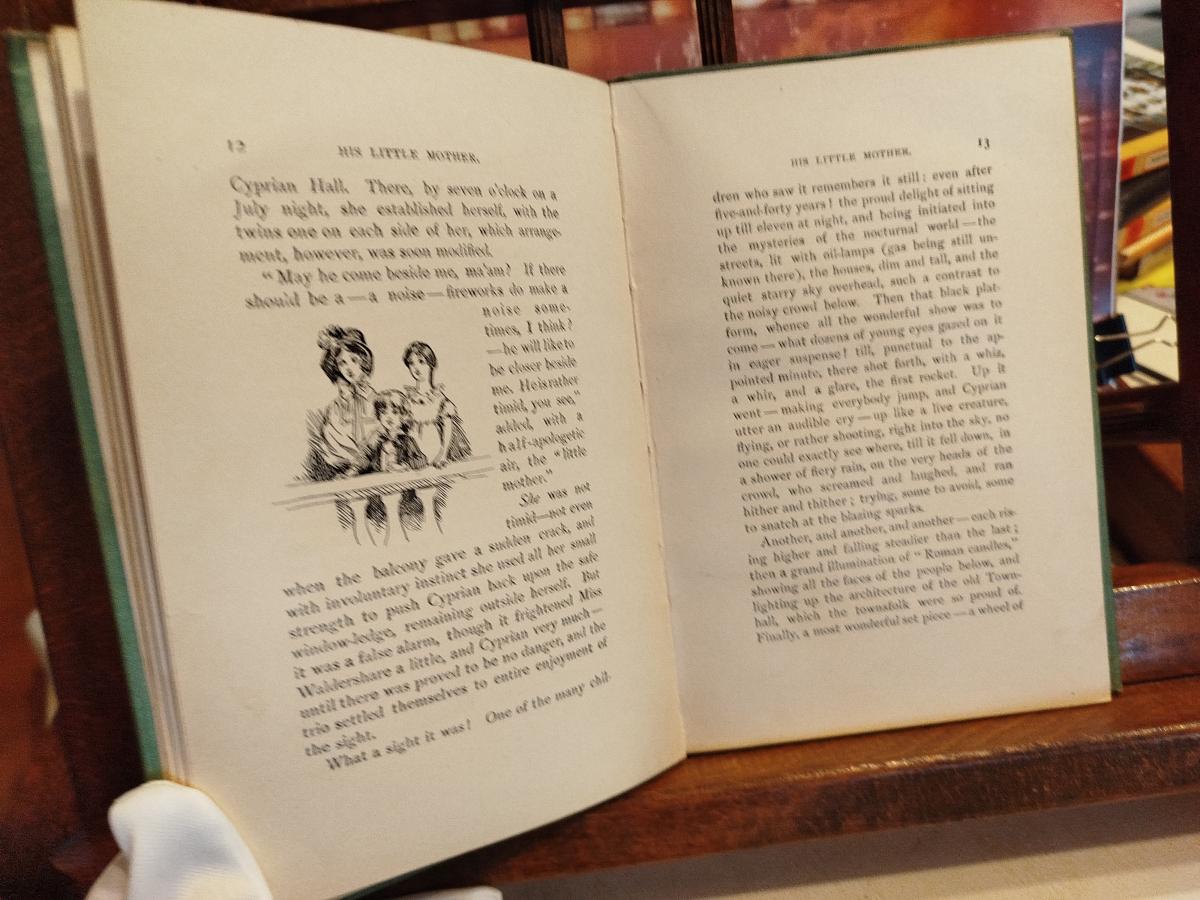 12
HIS LITTLE MOTHER.
Cyprian Hall. There, by seven o'clock on a
July night, she established herself, with the
twins one on each side of her, which arrange-
ment, however, was soon modified.
“May he come beside me, ma'am? If there
should be a—a noise—fireworks do make a
noise some-
times, I think?
—he will like to
be closer beside
me. He is rather
timid, you see,”
added, with a
half-apologetic
air, the “little
mother.”
She was not
timid—not even
when the balcony gave a sudden crack, and
with involuntary instinct she used all her small
strength to push Cyprian back upon the safe
window-ledge, remaining outside herself. But
it was a false alarm, though it frightened Miss
Waldershare a little, and Cyprian very much—
until there was proved to be no danger, and the
trio settled themselves to entire enjoyment of
the sight.
What a sight it was! One of the many chil-
HIS LITTLE MOTHER.
13
dren who saw it remembers it still: even after
five-and-forty years! the proud delight of sitting
up till eleven at night, and being initiated into
the mysteries of the nocturnal world—the
streets, lit with oil-lamps (gas being still un-
known there), the houses, dim and tall, and the
quiet starry sky overhead, such a contrast to
the noisy crowd below. Then that black plat-
form, whence all the wonderful show was to
come—what dozens of young eyes gazed on it
in eager suspense! till, punctual to the ap-
pointed minute, there shot forth, with a whiz,
a whir, and a glare, the first rocket. Up it
went—making everybody jump, and Cyprian
utter an audible cry—up like a live creature,
flying, or rather shooting, right into the sky, no
one could exactly see where, till it fell down, in
a shower of fiery rain, on the very heads of the
crowd, who screamed and laughed, and ran
hither and thither; trying, some to avoid, some
to snatch at the blazing sparks.
Another, and another, and another—each ris-
ing higher and falling steadier than the last;
then a grand illumination of “Roman candles,”
showing all the faces of the people below, and
lighting up the architecture of the old Town-
hall, which the townsfolk were so proud of.
Finally, a most wonderful set piece—a wheel of